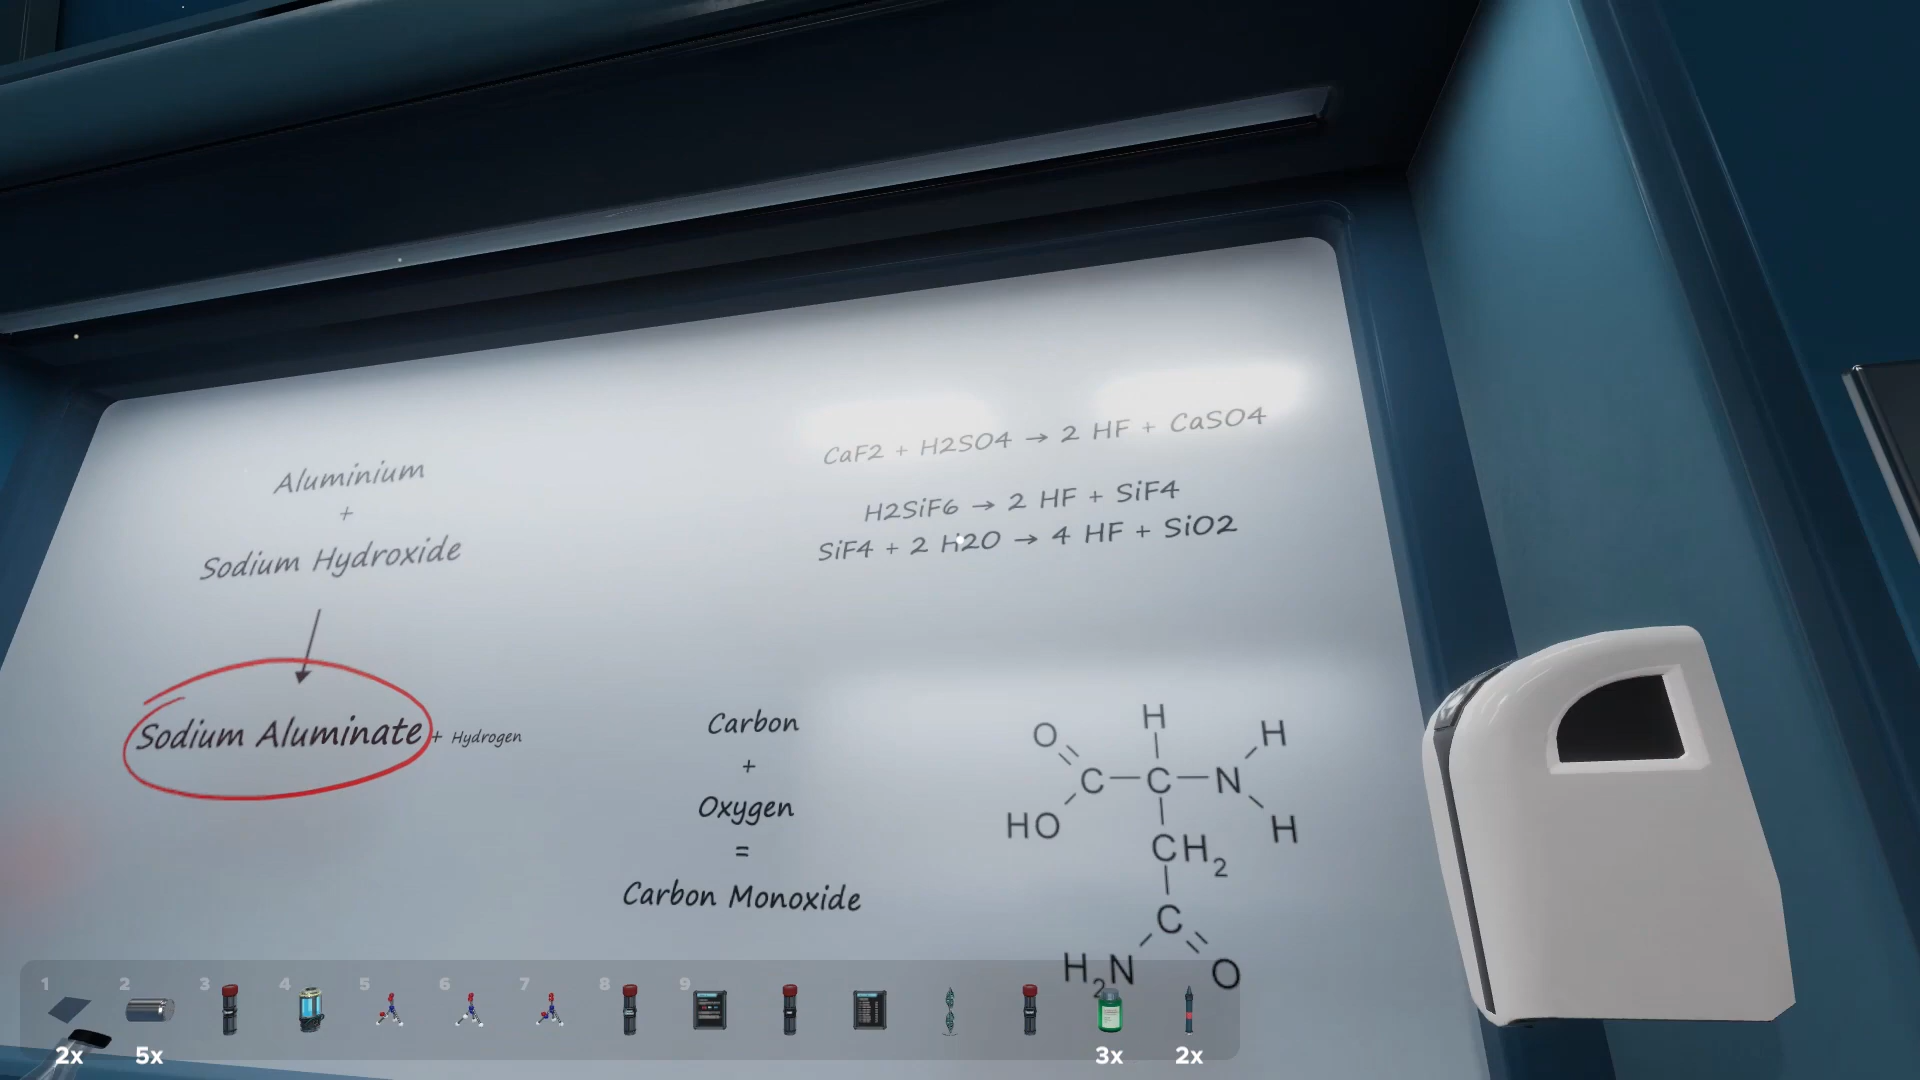 Aluminium
+
Sodium Hydroxide
Sodium Aluminate + Hydrogen
CaF2 + H2SO4 → 2 HF + CaSO4
H2SiF6 → 2 HF + SiF4
SiF4 + 2 H2O → 4 HF + SiO2
Carbon
+
Oxygen
=
Carbon Monoxide
H
O H
C — C — N
HO H
CH2
C
H2N O
1 2 3 4 5 6 7 8 9
2x 5x 3x 2x